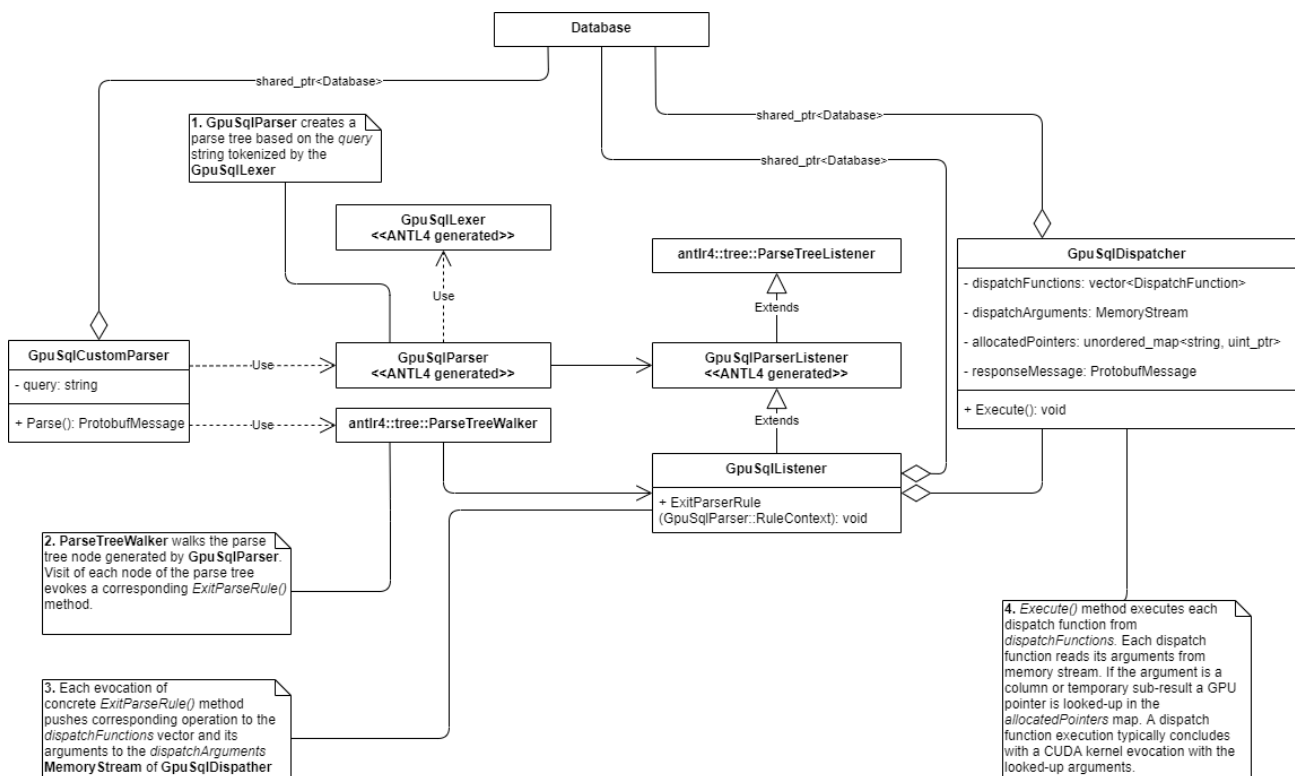 Database
shared_ptr<Database>
shared_ptr<Database>
shared_ptr<Database>
1. GpuSqlParser creates a
parse tree based on the query
string tokenized by the
GpuSqlLexer
GpuSqlLexer
<<ANTL4 generated>>
Use
antlr4::tree::ParseTreeListener
Extends
GpuSqlDispatcher
- dispatchFunctions: vector<DispatchFunction>
- dispatchArguments: MemoryStream
- allocatedPointers: unordered_map<string, uint_ptr>
- responseMessage: ProtobufMessage
+ Execute(): void
GpuSqlCustomParser
- query: string
+ Parse(): ProtobufMessage
Use
Use
GpuSqlParser
<<ANTL4 generated>>
GpuSqlParserListener
<<ANTL4 generated>>
antlr4::tree::ParseTreeWalker
Extends
GpuSqlListener
+ ExitParserRule
(GpuSqlParser::RuleContext): void
2. ParseTreeWalker walks the parse
tree node generated by GpuSqlParser.
Visit of each node of the parse tree
evokes a corresponding ExitParseRule()
method.
3. Each evocation of
concrete ExitParseRule() method
pushes corresponding operation to the
dispatchFunctions vector and its
arguments to the dispatchArguments
MemoryStream of GpuSqlDispather
4. Execute() method executes each
dispatch function from
dispatchFunctions. Each dispatch
function reads its arguments from
memory stream. If the argument is a
column or temporary sub-result a GPU
pointer is looked-up in the
allocatedPointers map. A dispatch
function execution typically concludes
with a CUDA kernel evocation with the
looked-up arguments.